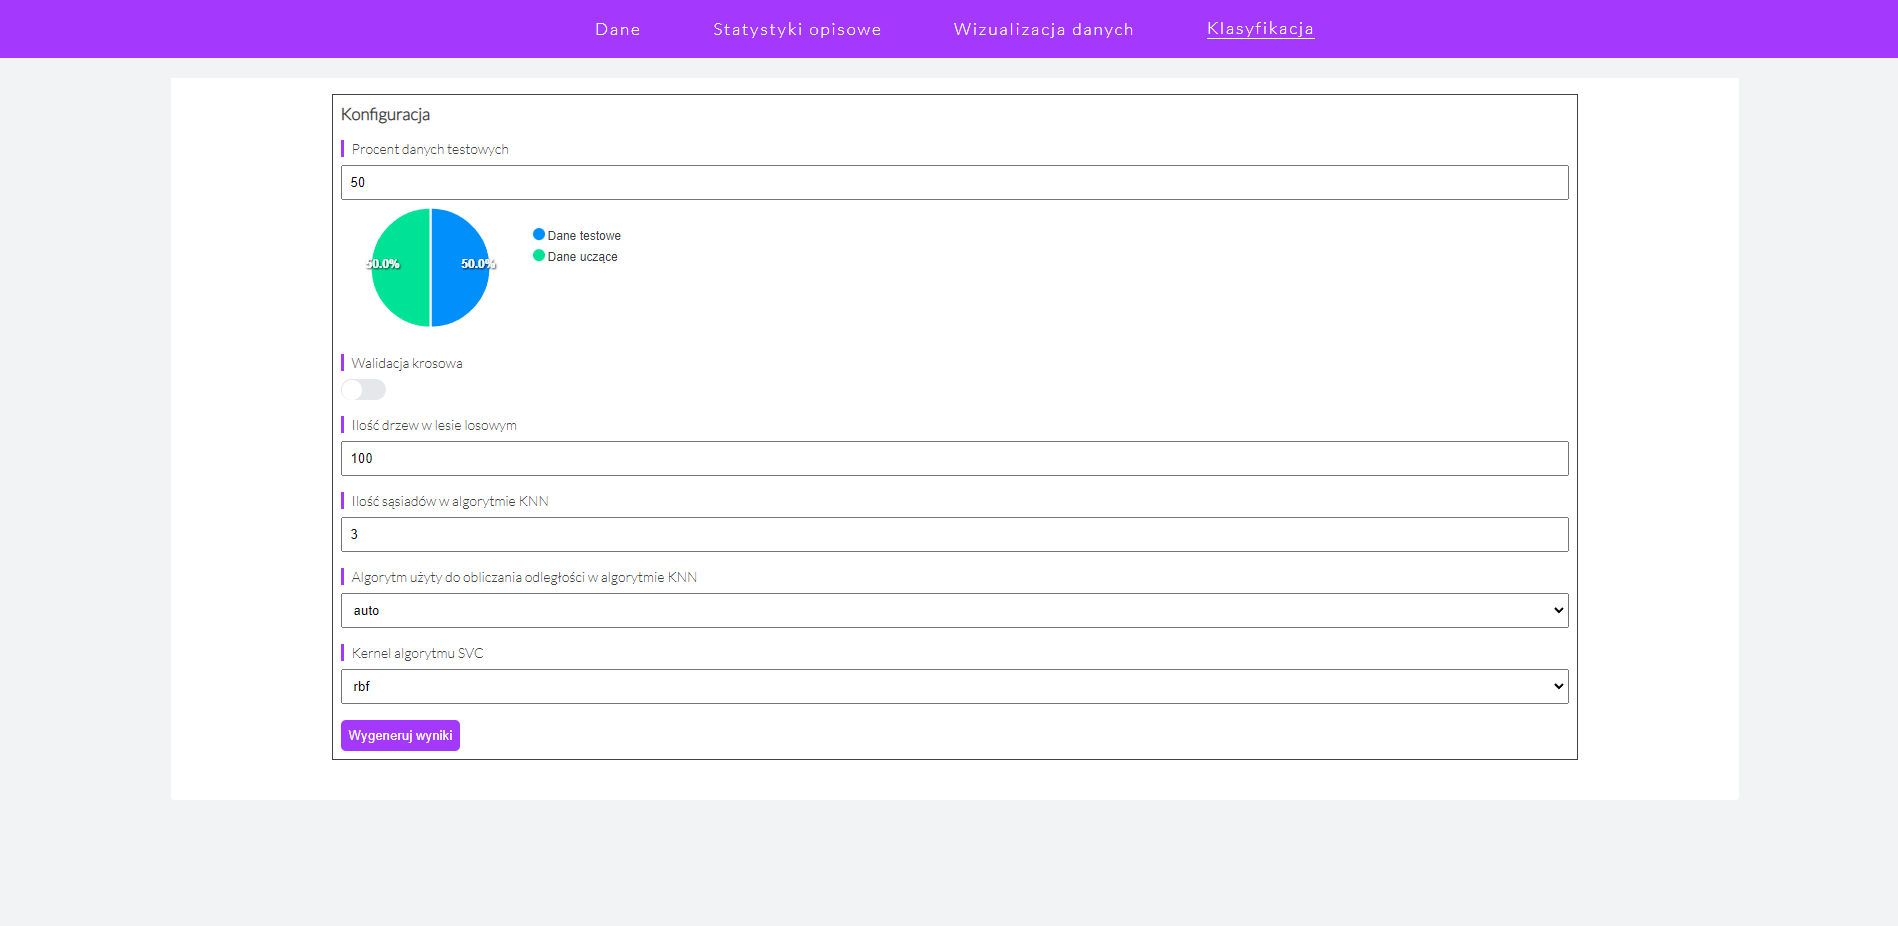 Dane Statystyki opisowe Wizualizacja danych Klasyfikacja
Konfiguracja
Procent danych testowych
50
50.0% 50.0%
Dane testowe
Dane uczące
Walidacja krosowa
Ilość drzew w lesie losowym
100
Ilość sąsiadów w algorytmie KNN
3
Algorytm użyty do obliczania odległości w algorytmie KNN
auto
Kernel algorytmu SVC
rbf
Wygeneruj wyniki